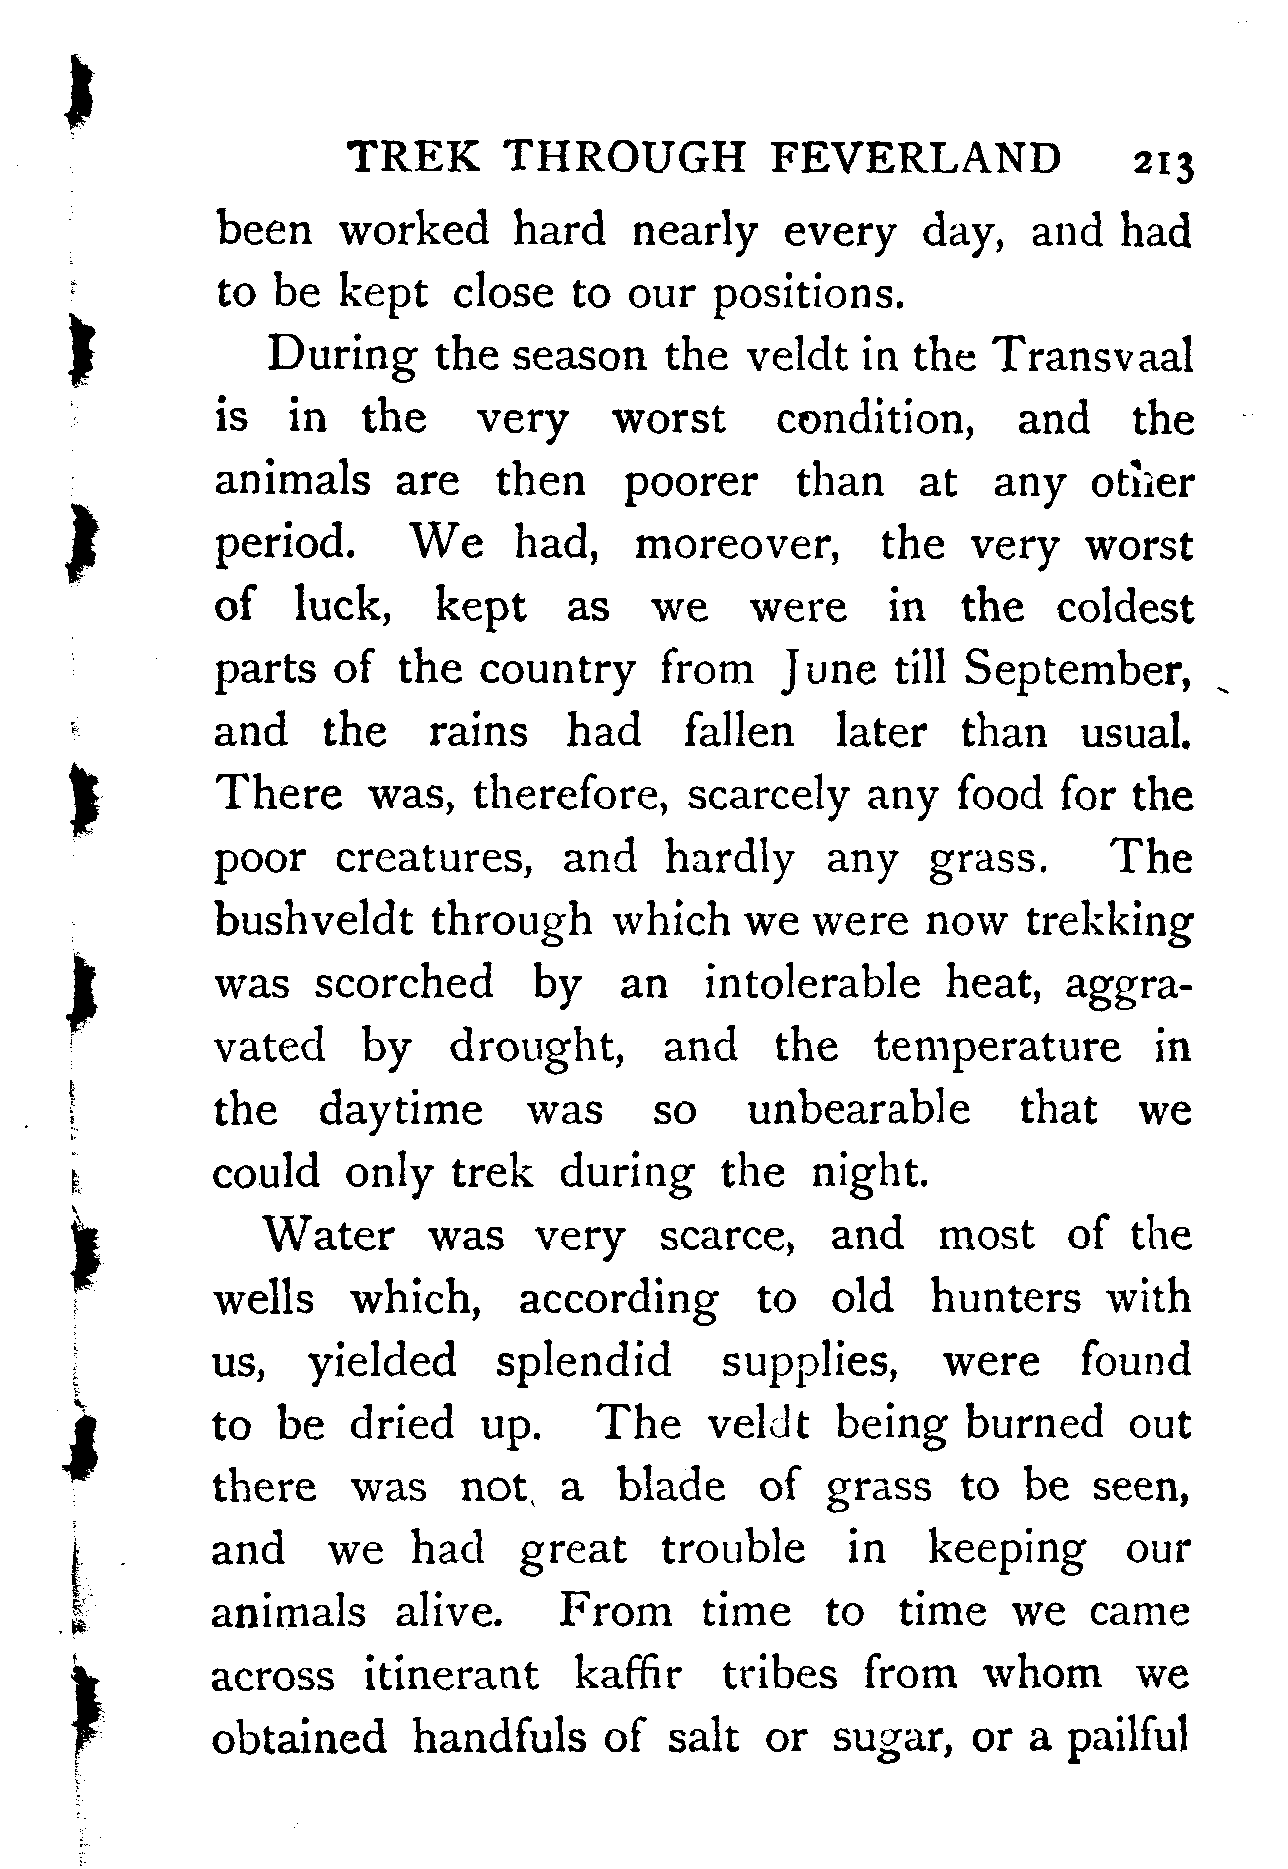 TREK THROUGH FEVERLAND 213
been worked hard nearly every day, and had
to be kept close to our positions.
During the season the veldt in the Transvaal
is in the very worst condition, and the
animals are then poorer than at any other
period. We had, moreover, the very worst
of luck, kept as we were in the coldest
parts of the country from June till September,
and the rains had fallen later than usual.
There was, therefore, scarcely any food for the
poor creatures, and hardly any grass. The
bushveldt through which we were now trekking
was scorched by an intolerable heat, aggra-
vated by drought, and the temperature in
the daytime was so unbearable that we
could only trek during the night.
Water was very scarce, and most of the
wells which, according to old hunters with
us, yielded splendid supplies, were found
to be dried up. The veldt being burned out
there was not a blade of grass to be seen,
and we had great trouble in keeping our
animals alive. From time to time we came
across itinerant kaffir tribes from whom we
obtained handfuls of salt or sugar, or a pailful